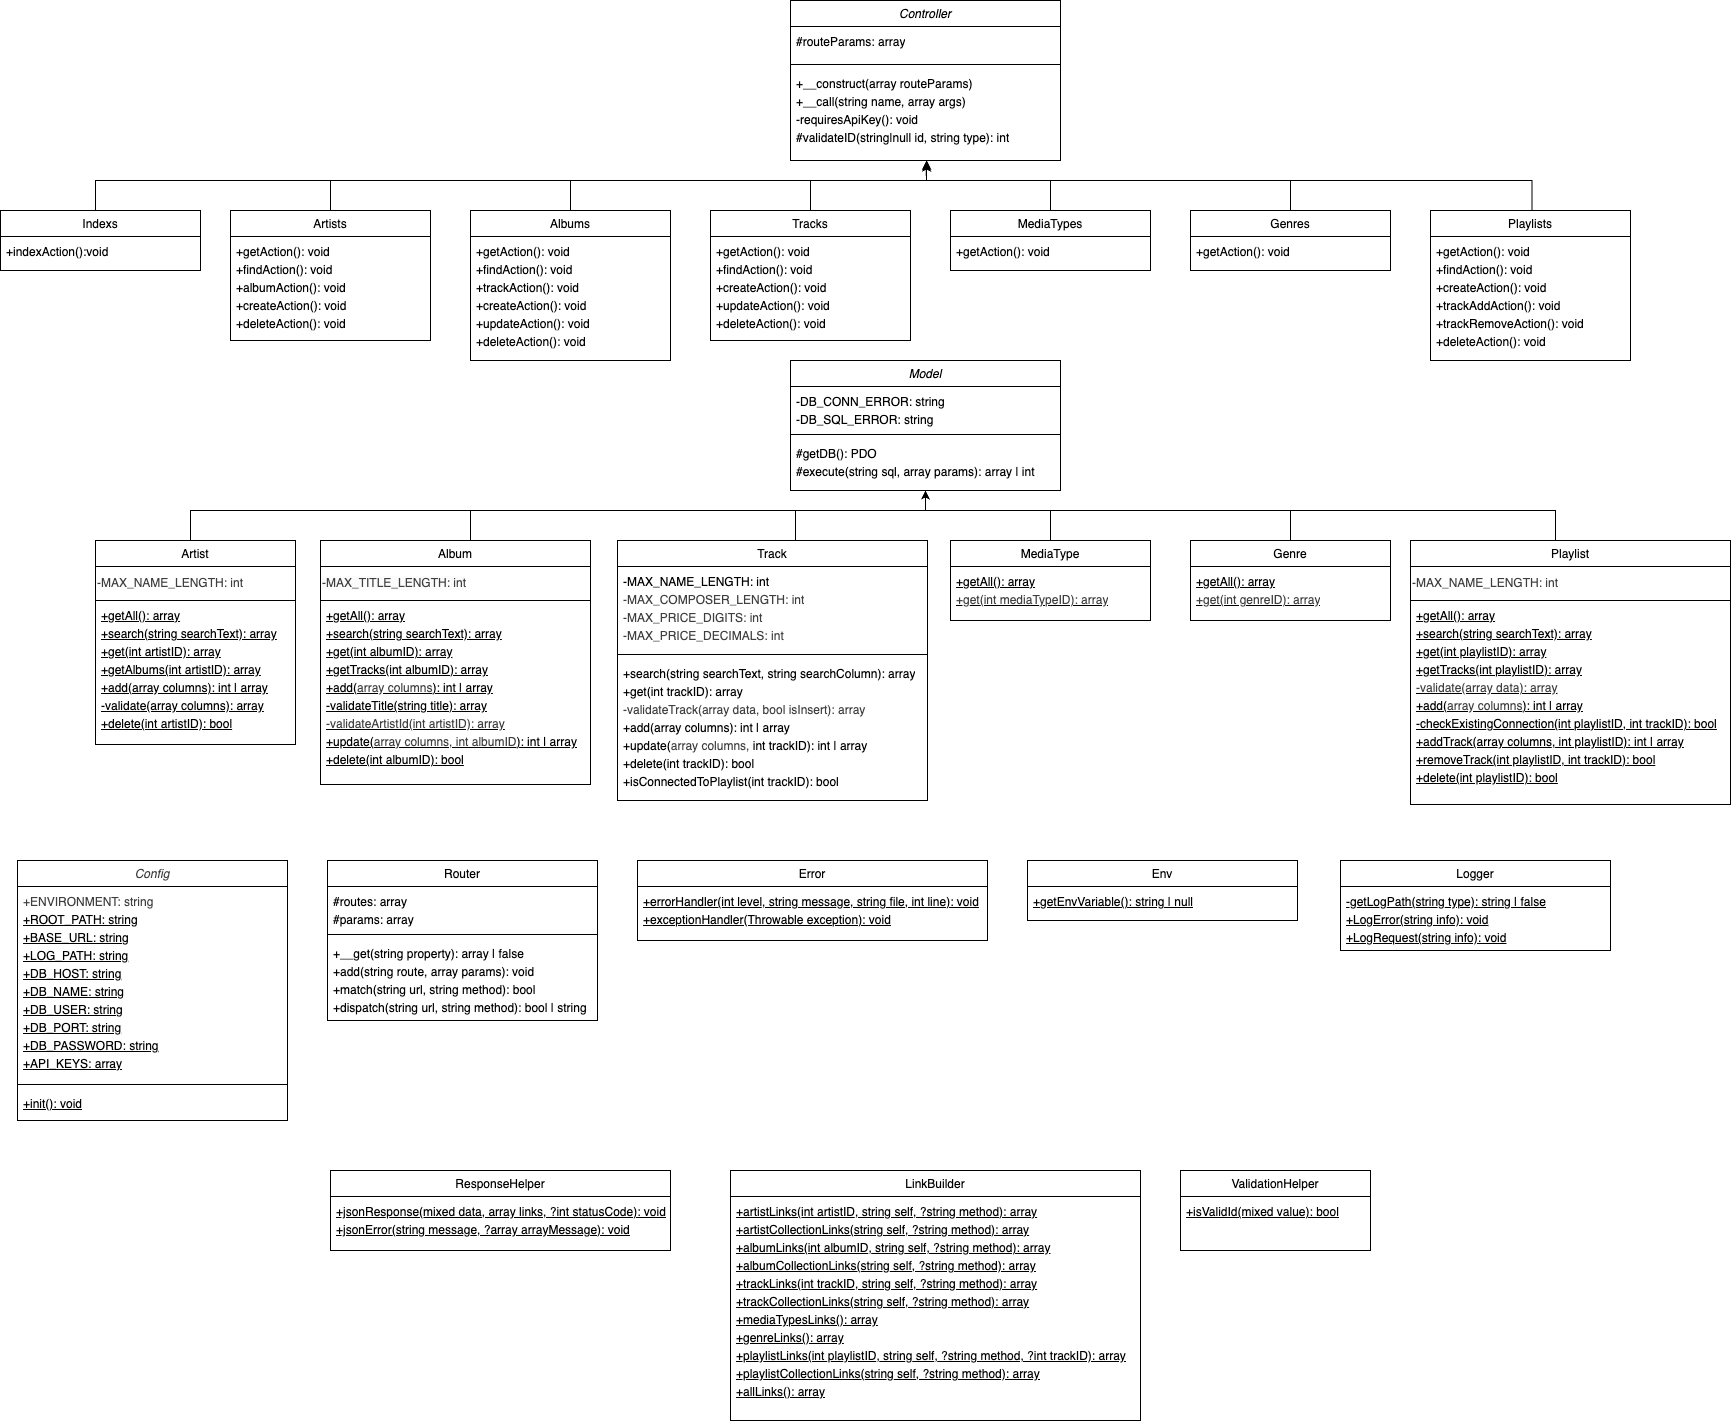 Controller
#routeParams: array
+__construct(array routeParams)
+__call(string name, array args)
-requiresApiKey(): void
#validateID(string|null id, string type): int
Indexs
+indexAction():void
Artists
+getAction(): void
+findAction(): void
+albumAction(): void
+createAction(): void
+deleteAction(): void
Albums
+getAction(): void
+findAction(): void
+trackAction(): void
+createAction(): void
+updateAction(): void
+deleteAction(): void
Tracks
+getAction(): void
+findAction(): void
+createAction(): void
+updateAction(): void
+deleteAction(): void
MediaTypes
+getAction(): void
Genres
+getAction(): void
Playlists
+getAction(): void
+findAction(): void
+createAction(): void
+trackAddAction(): void
+trackRemoveAction(): void
+deleteAction(): void
Model
-DB_CONN_ERROR: string
-DB_SQL_ERROR: string
#getDB(): PDO
#execute(string sql, array params): array | int
Artist
-MAX_NAME_LENGTH: int
+getAll(): array
+search(string searchText): array
+get(int artistID): array
+getAlbums(int artistID): array
+add(array columns): int | array
-validate(array columns): array
+delete(int artistID): bool
Album
-MAX_TITLE_LENGTH: int
+getAll(): array
+search(string searchText): array
+get(int albumID): array
+getTracks(int albumID): array
+add(array columns): int | array
-validateTitle(string title): array
-validateArtistId(int artistID): array
+update(array columns, int albumID): int | array
+delete(int albumID): bool
Track
-MAX_NAME_LENGTH: int
-MAX_COMPOSER_LENGTH: int
-MAX_PRICE_DIGITS: int
-MAX_PRICE_DECIMALS: int
+search(string searchText, string searchColumn): array
+get(int trackID): array
-validateTrack(array data, bool isInsert): array
+add(array columns): int | array
+update(array columns, int trackID): int | array
+delete(int trackID): bool
+isConnectedToPlaylist(int trackID): bool
MediaType
+getAll(): array
+get(int mediaTypeID): array
Genre
+getAll(): array
+get(int genreID): array
Playlist
-MAX_NAME_LENGTH: int
+getAll(): array
+search(string searchText): array
+get(int playlistID): array
+getTracks(int playlistID): array
-validate(array data): array
+add(array columns): int | array
-checkExistingConnection(int playlistID, int trackID): bool
+addTrack(array columns, int playlistID): int | array
+removeTrack(int playlistID, int trackID): bool
+delete(int playlistID): bool
Config
+ENVIRONMENT: string
+ROOT_PATH: string
+BASE_URL: string
+LOG_PATH: string
+DB_HOST: string
+DB_NAME: string
+DB_USER: string
+DB_PORT: string
+DB_PASSWORD: string
+API_KEYS: array
+init(): void
Router
#routes: array
#params: array
+__get(string property): array | false
+add(string route, array params): void
+match(string url, string method): bool
+dispatch(string url, string method): bool | string
Error
+errorHandler(int level, string message, string file, int line): void
+exceptionHandler(Throwable exception): void
Env
+getEnvVariable(): string | null
Logger
-getLogPath(string type): string | false
+LogError(string info): void
+LogRequest(string info): void
ResponseHelper
+jsonResponse(mixed data, array links, ?int statusCode): void
+jsonError(string message, ?array arrayMessage): void
LinkBuilder
+artistLinks(int artistID, string self, ?string method): array
+artistCollectionLinks(string self, ?string method): array
+albumLinks(int albumID, string self, ?string method): array
+albumCollectionLinks(string self, ?string method): array
+trackLinks(int trackID, string self, ?string method): array
+trackCollectionLinks(string self, ?string method): array
+mediaTypesLinks(): array
+genreLinks(): array
+playlistLinks(int playlistID, string self, ?string method, ?int trackID): array
+playlistCollectionLinks(string self, ?string method): array
+allLinks(): array
ValidationHelper
+isValidId(mixed value): bool